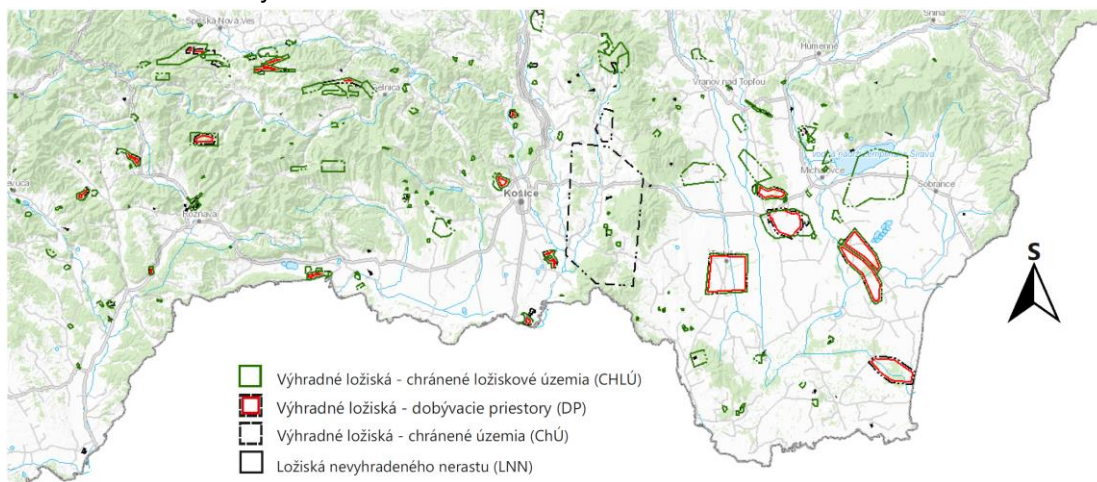 Spišská Nová Ves
Snina
Humenné
Vranov nad Topľou
Gelnica
Michalovce
Sobrance
Košice
Rožňava
S
Výhradné ložiská - chránené ložiskové územia (CHLÚ)
Výhradné ložiská - dobývacie priestory (DP)
Výhradné ložiská - chránené územia (ChÚ)
Ložiská nevyhradeného nerastu (LNN)